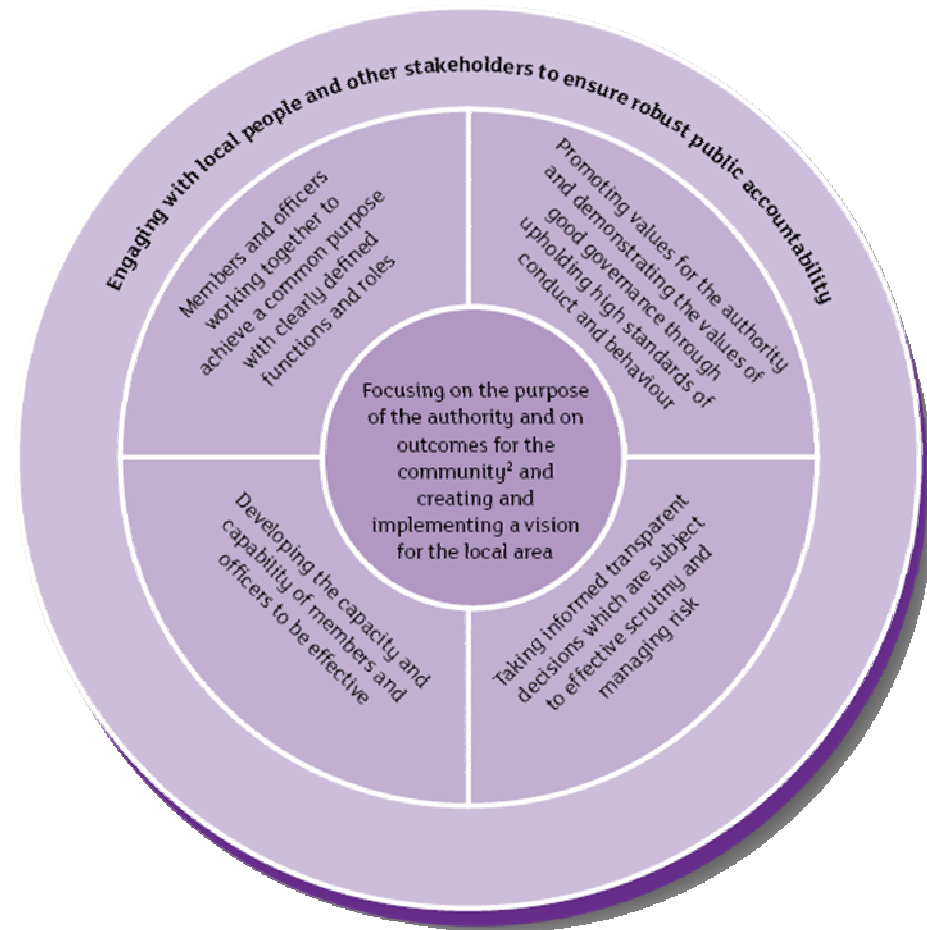 Engaging with local people and other stakeholders to ensure robust public accountability
Members and officers
working together to
achieve a common purpose
with clearly defined
functions and roles
Promoting values for the authority
and demonstrating the values of
good governance through
upholding high standards of
conduct and behaviour
Focusing on the purpose
of the authority and on
outcomes for the
community² and
creating and
implementing a vision
for the local area
Developing the capacity and
capability of members and
officers to be effective
Taking informed transparent
decisions which are subject
to effective scrutiny and
managing risk